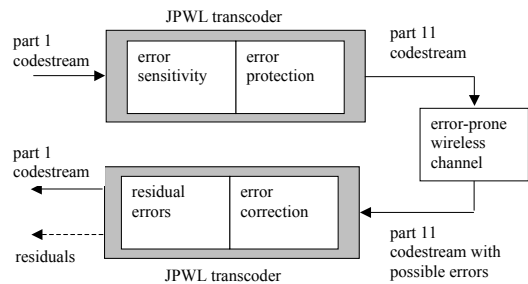 JPWL transcoder
part 1
codestream
error
sensitivity
error
protection
part 11
codestream
error-prone
wireless
channel
part 1
codestream
residuals
residual
errors
error
correction
part 11
codestream with
possible errors
JPWL transcoder